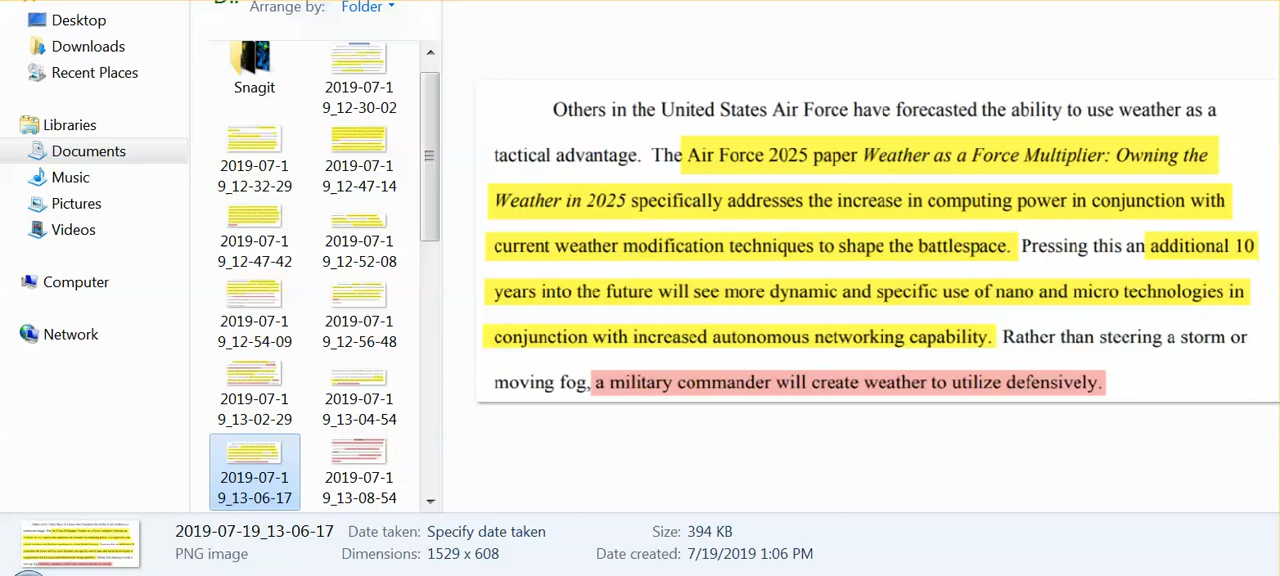 Desktop
Downloads
Recent Places
Libraries
Documents
Music
Pictures
Videos
Computer
Network
Arrange by: Folder
Snagit
2019-07-1
9_12-30-02
2019-07-1
9_12-32-29
2019-07-1
9_12-47-14
2019-07-1
9_12-47-42
2019-07-1
9_12-52-08
2019-07-1
9_12-54-09
2019-07-1
9_12-56-48
2019-07-1
9_13-02-29
2019-07-1
9_13-04-54
2019-07-1
9_13-06-17
2019-07-1
9_13-08-54
Others in the United States Air Force have forecasted the ability to use weather as a
tactical advantage. The Air Force 2025 paper Weather as a Force Multiplier: Owning the
Weather in 2025 specifically addresses the increase in computing power in conjunction with
current weather modification techniques to shape the battlespace. Pressing this an additional 10
years into the future will see more dynamic and specific use of nano and micro technologies in
conjunction with increased autonomous networking capability. Rather than steering a storm or
moving fog, a military commander will create weather to utilize defensively.
2019-07-19_13-06-17 Date taken: Specify date taken Size: 394 KB
PNG image Dimensions: 1529 x 608 Date created: 7/19/2019 1:06 PM